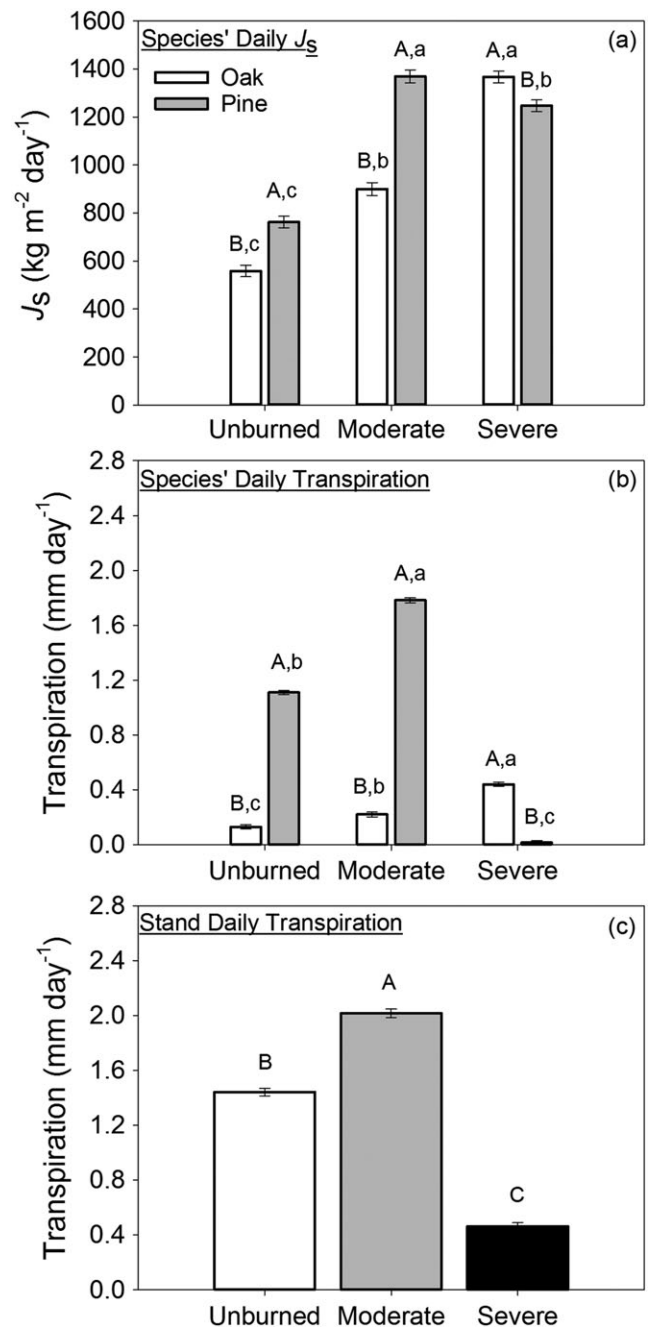 Species' Daily Js
(a)
Oak
Pine
1600
1400
1200
1000
800
600
400
200
0
Js (kg m-2 day-1)
B,c
A,c
B,b
A,a
A,a
B,b
Unburned Moderate Severe
Species' Daily Transpiration
(b)
2.8
2.4
2.0
1.6
1.2
0.8
0.4
0.0
Transpiration (mm day-1)
B,c
A,b
B,b
A,a
A,a
B,c
Unburned Moderate Severe
Stand Daily Transpiration
(c)
2.8
2.4
2.0
1.6
1.2
0.8
0.4
0.0
Transpiration (mm day-1)
B
A
C
Unburned Moderate Severe